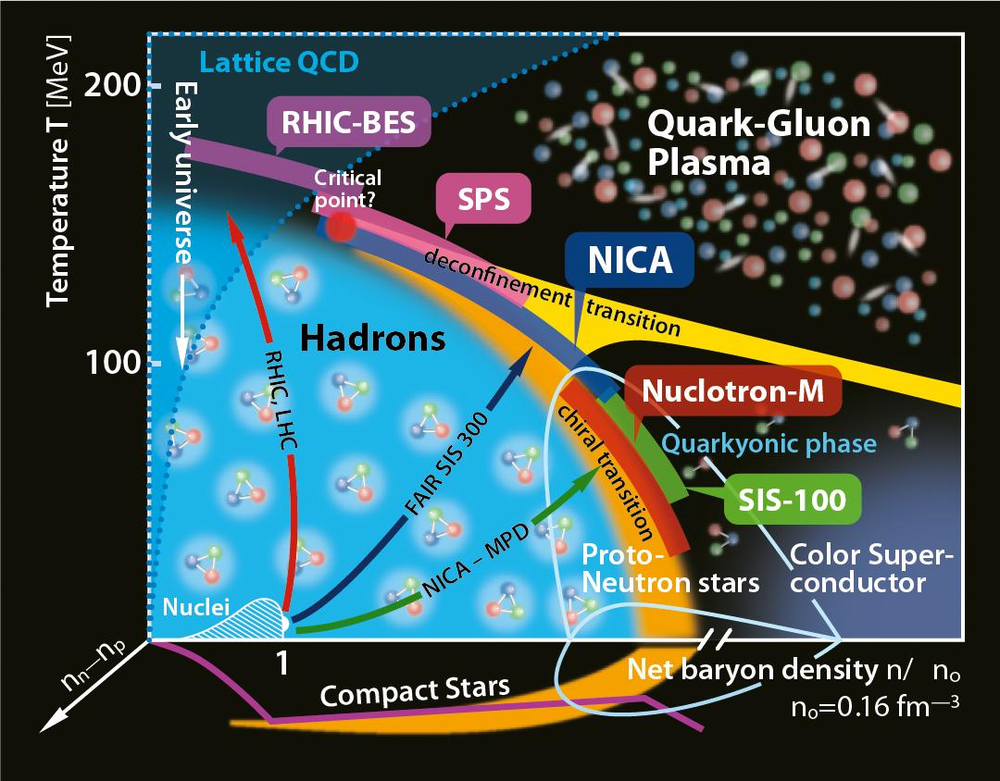 Temperature T [MeV]
200
100
Lattice QCD
Early universe
RHIC-BES
Critical
point?
SPS
Quark-Gluon
Plasma
NICA
deconfinement transition
Hadrons
RHIC, LHC
FAIR SIS 300
NICA – MPD
chiral transition
Nuclotron-M
Quarkyonic phase
SIS-100
Proto-
Neutron stars
Color Super-
conductor
Nuclei
1
nₙ—nₚ
Compact Stars
Net baryon density n/ n₀
n₀=0.16 fm⁻³